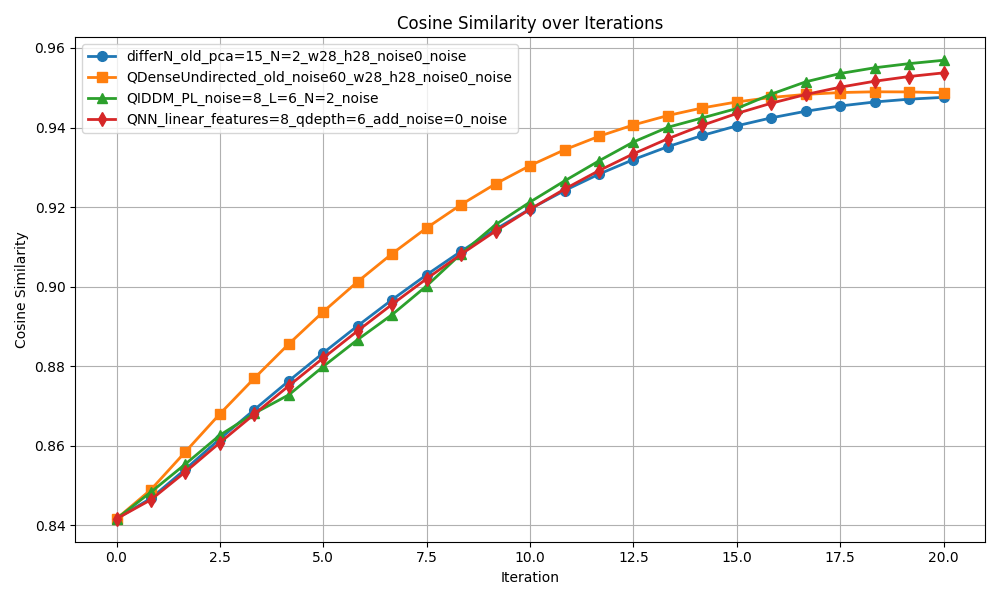 Cosine Similarity over Iterations
differN_old_pca=15_N=2_w28_h28_noise0_noise
QDenseUndirected_old_noise60_w28_h28_noise0_noise
QIDDM_PL_noise=8_L=6_N=2_noise
QNN_linear_features=8_qdepth=6_add_noise=0_noise
Cosine Similarity
0.96
0.94
0.92
0.90
0.88
0.86
0.84
0.0 2.5 5.0 7.5 10.0 12.5 15.0 17.5 20.0
Iteration